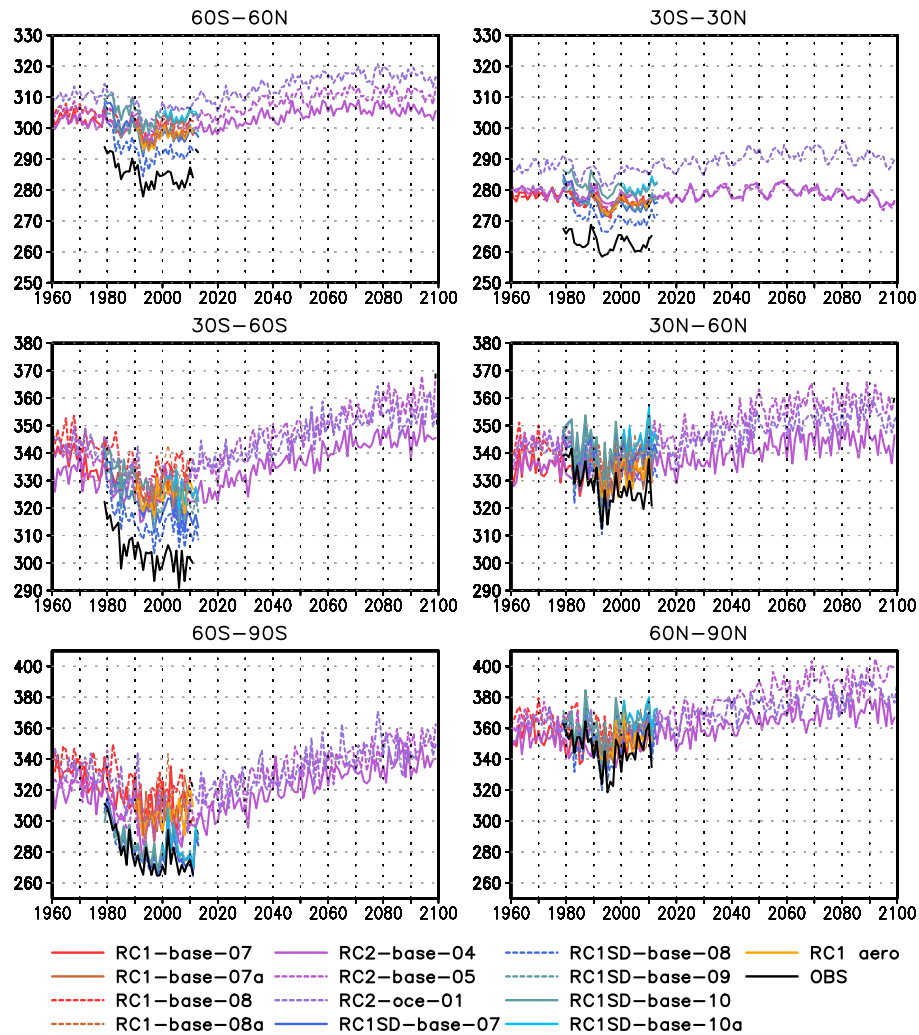 60S−60N
30S−30N
330
320
310
300
290
280
270
260
250
1960 1980 2000 2020 2040 2060 2080 2100
330
320
310
300
290
280
270
260
250
1960 1980 2000 2020 2040 2060 2080 2100
30S−60S
30N−60N
380
370
360
350
340
330
320
310
300
290
1960 1980 2000 2020 2040 2060 2080 2100
380
370
360
350
340
330
320
310
300
290
1960 1980 2000 2020 2040 2060 2080 2100
60S−90S
60N−90N
400
380
360
340
320
300
280
260
1960 1980 2000 2020 2040 2060 2080 2100
400
380
360
340
320
300
280
260
1960 1980 2000 2020 2040 2060 2080 2100
RC1−base−07
RC1−base−07a
RC1−base−08
RC1−base−08a
RC2−base−04
RC2−base−05
RC2−oce−01
RC1SD−base−07
RC1SD−base−08
RC1SD−base−09
RC1SD−base−10
RC1SD−base−10a
RC1 aero
OBS